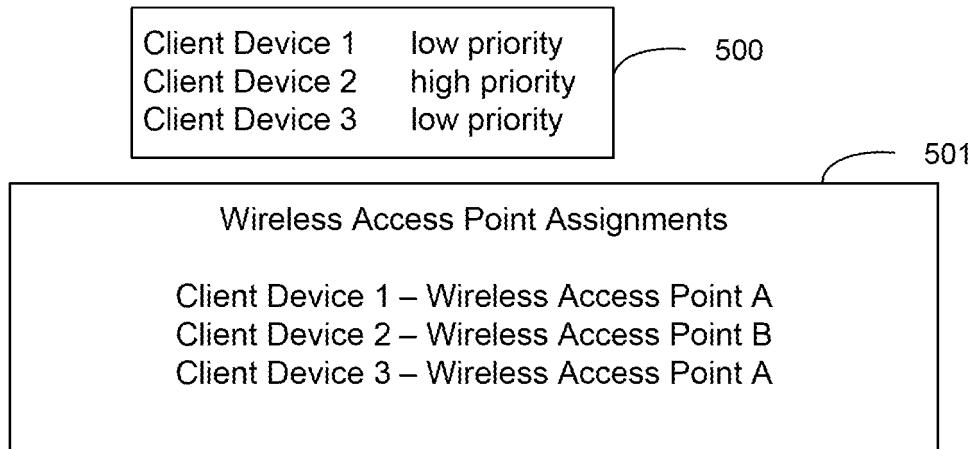 Client Device 1 low priority
Client Device 2 high priority
Client Device 3 low priority
500
501
Wireless Access Point Assignments
Client Device 1 – Wireless Access Point A
Client Device 2 – Wireless Access Point B
Client Device 3 – Wireless Access Point A